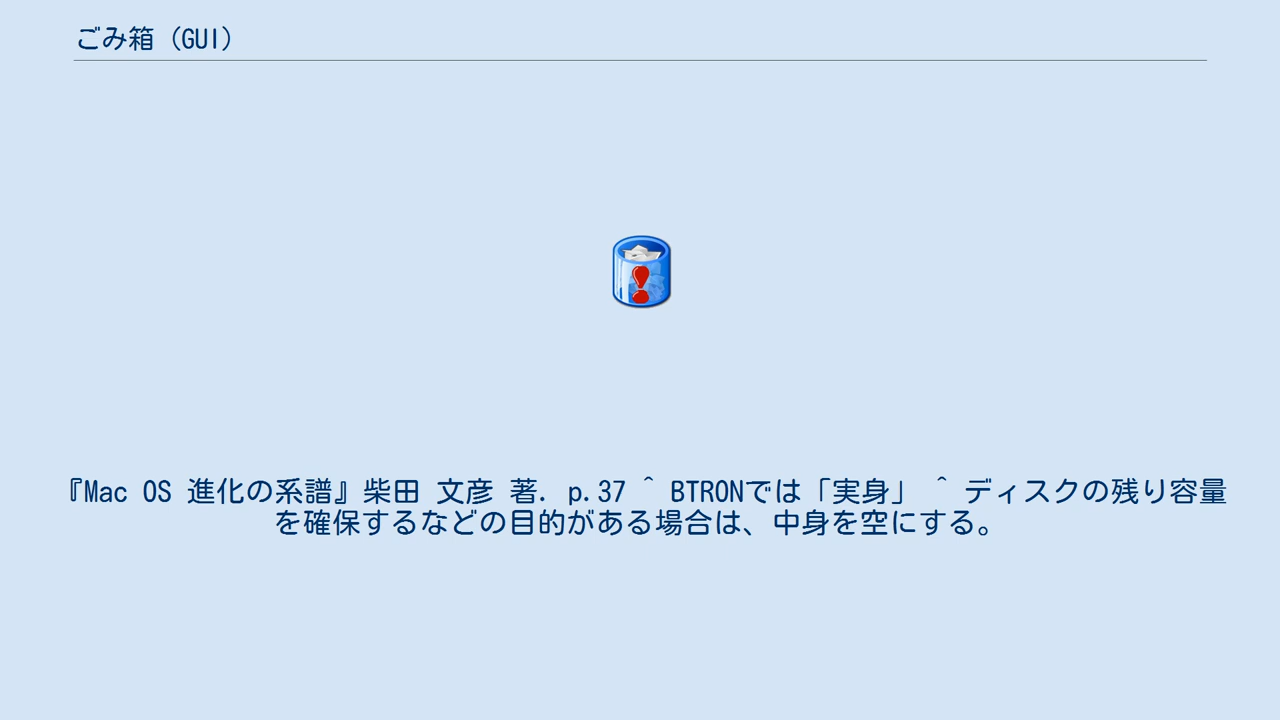 ごみ箱（GUI）
『Mac OS 進化の系譜』柴田 文彦 著. p.37 ^ BTRONでは「実身」 ^ ディスクの残り容量
を確保するなどの目的がある場合は、中身を空にする。